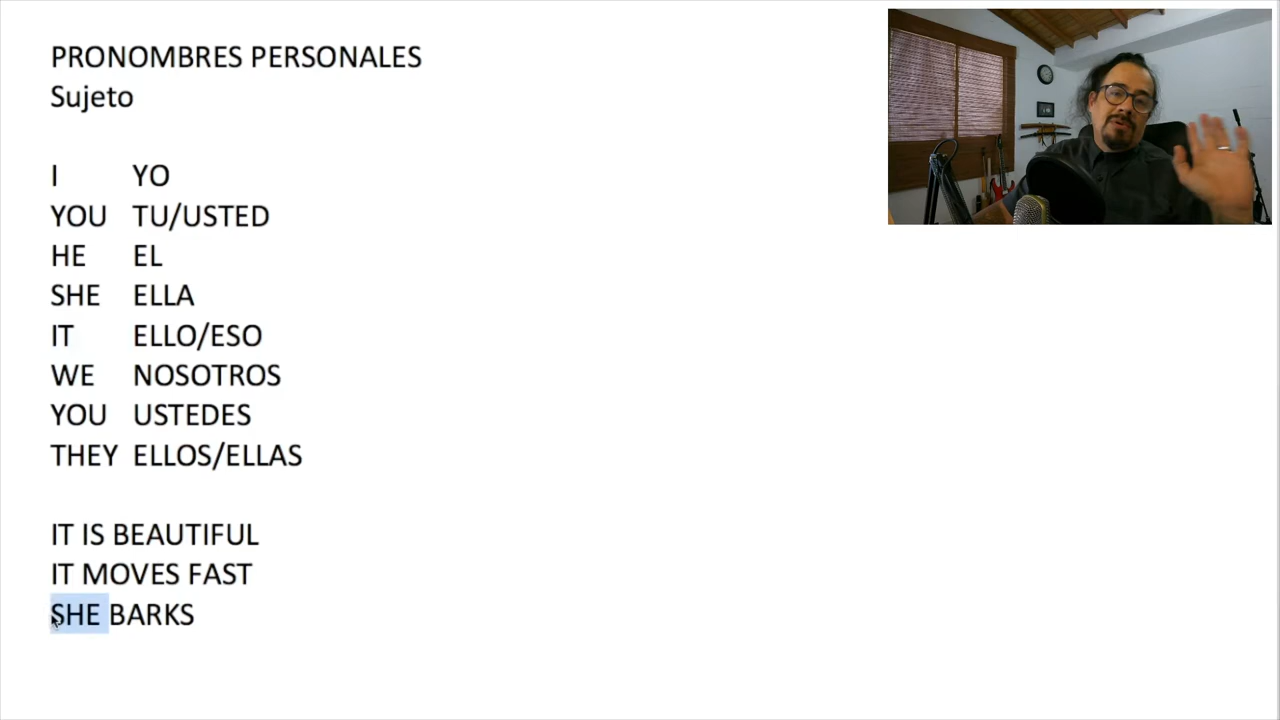 PRONOMBRES PERSONALES
Sujeto
I YO
YOU TU/USTED
HE EL
SHE ELLA
IT ELLO/ESO
WE NOSOTROS
YOU USTEDES
THEY ELLOS/ELLAS
IT IS BEAUTIFUL
IT MOVES FAST
SHE BARKS